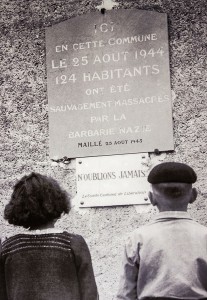 ICI
EN CETTE COMMUNE
LE 25 AOUT 1944
124 HABITANTS
ONT ÉTÉ
SAUVAGEMENT MASSACRÉS
PAR LA
BARBARIE NAZIE
MAILLÉ 25 AOUT 1945
N'OUBLIONS JAMAIS